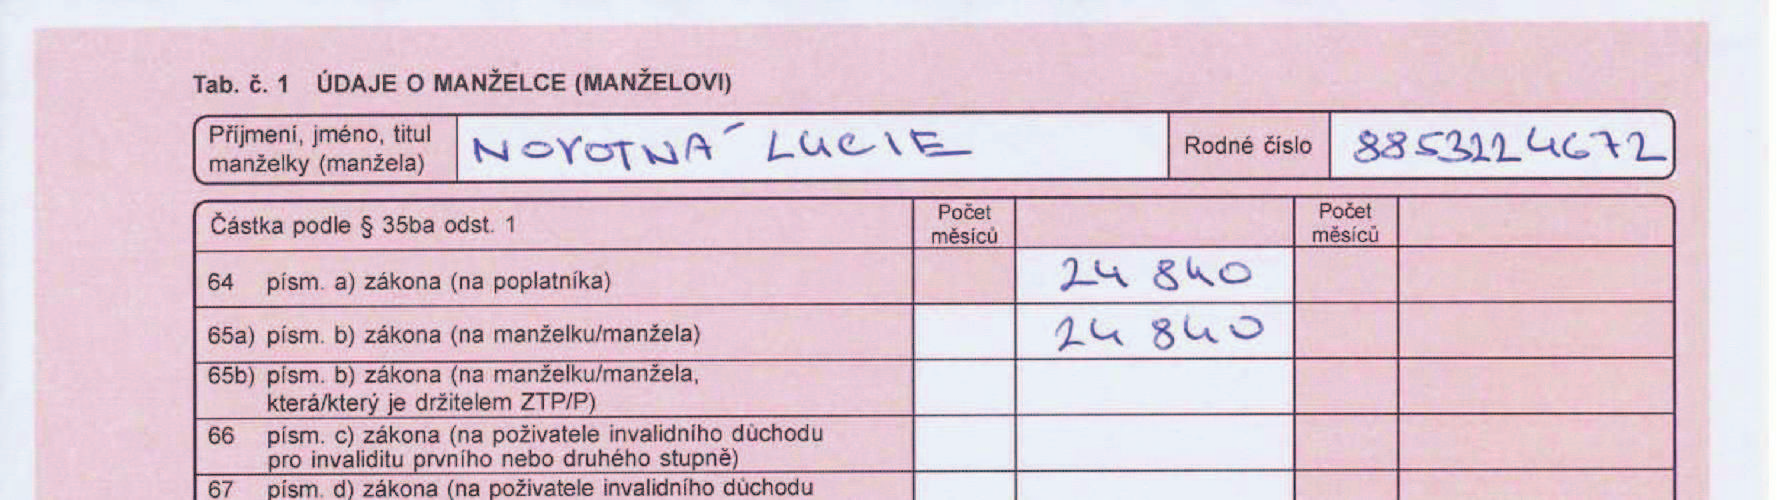 Tab. č. 1 ÚDAJE O MANŽELCE (MANŽELOVI)
Příjmení, jméno, titul manželky (manžela) NOVOTNÁ LUCIE Rodné číslo 8853224672
Částka podle § 35ba odst. 1 Počet měsíců Počet měsíců
64 písm. a) zákona (na poplatníka) 24 840
65a) písm. b) zákona (na manželku/manžela) 24 840
65b) písm. b) zákona (na manželku/manžela,
která/který je držitelem ZTP/P)
66 písm. c) zákona (na poživatele invalidního důchodu
pro invaliditu prvního nebo druhého stupně)
67 písm. d) zákona (na poživatele invalidního důchodu